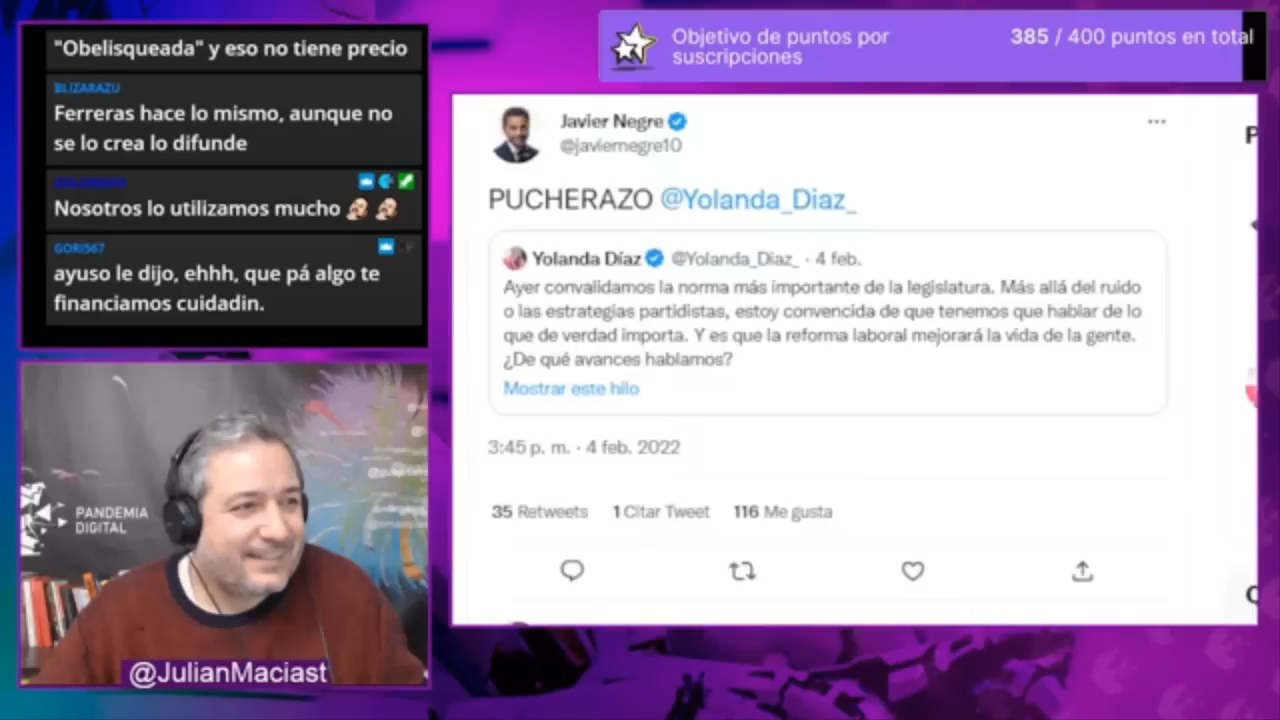 "Obelisqueada" y eso no tiene precio
BLIZARAZU
Ferreras hace lo mismo, aunque no
se lo crea lo difunde
Nosotros lo utilizamos mucho
GORI567
ayuso le dijo, ehhh, que pá algo te
financiamos cuidadin.
Objetivo de puntos por
suscripciones
385 / 400 puntos en total
Javier Negre
@javiernegre10
PUCHERAZO @Yolanda_Diaz_
Yolanda Díaz @Yolanda_Diaz_ · 4 feb.
Ayer convalidamos la norma más importante de la legislatura. Más allá del ruido
o las estrategias partidistas, estoy convencida de que tenemos que hablar de lo
que de verdad importa. Y es que la reforma laboral mejorará la vida de la gente.
¿De qué avances hablamos?
Mostrar este hilo
3:45 p. m. · 4 feb. 2022
35 Retweets 1 Citar Tweet 116 Me gusta
PANDEMIA
DIGITAL
@JulianMaciast